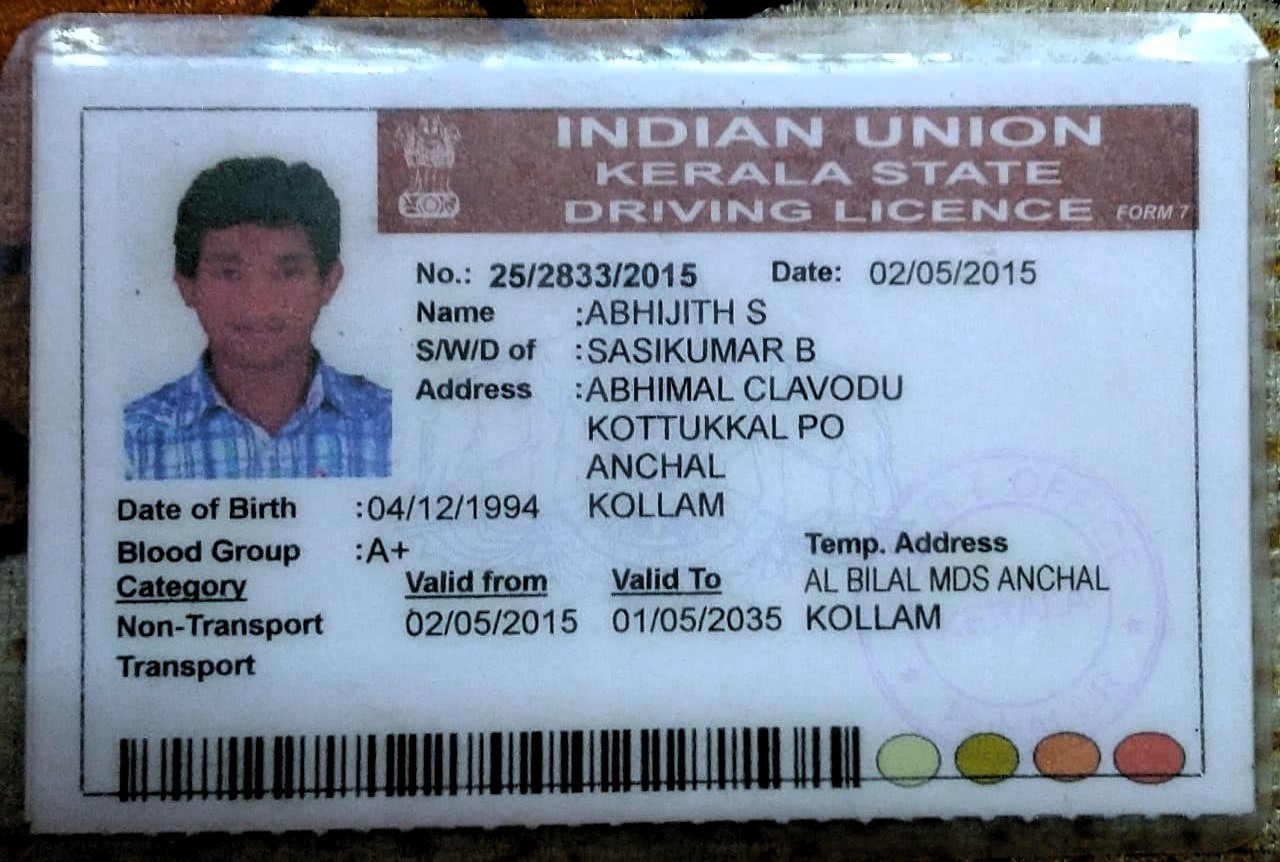 INDIAN UNION
KERALA STATE
DRIVING LICENCE FORM 7
No.: 25/2833/2015 Date: 02/05/2015
Name :ABHIJITH S
S/W/D of :SASIKUMAR B
Address :ABHIMAL CLAVODU
KOTTUKKAL PO
ANCHAL
KOLLAM
Date of Birth :04/12/1994
Blood Group :A+
Temp. Address
AL BILAL MDS ANCHAL
KOLLAM
Category Valid from Valid To
Non-Transport 02/05/2015 01/05/2035
Transport